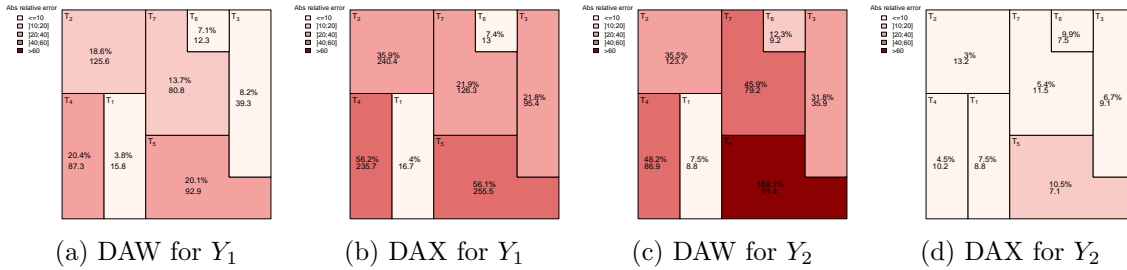 Abs relative error
<=10
]10;20]
]20;40]
]40;60]
>60
T2
T7
T6
T3
7.1%
12.3
18.6%
125.6
13.7%
80.8
8.2%
39.3
T4
T1
T5
20.4%
87.3
3.8%
15.8
20.1%
92.9
(a) DAW for Y1
Abs relative error
<=10
]10;20]
]20;40]
]40;60]
>60
T2
T7
T6
T3
7.4%
13
35.9%
240.4
21.9%
126.3
21.8%
95.4
T4
T1
T5
56.2%
235.7
4%
16.7
56.1%
255.5
(b) DAX for Y1
Abs relative error
<=10
]10;20]
]20;40]
]40;60]
>60
T2
T7
T6
T3
12.3%
9.2
35.5%
123.7
45.9%
79.2
31.8%
35.9
T4
T1
48.2%
86.9
7.5%
8.8
(c) DAW for Y2
Abs relative error
<=10
]10;20]
]20;40]
]40;60]
>60
T2
T7
T6
T3
9.9%
7.5
3%
13.2
5.4%
11.5
6.7%
9.1
T4
T1
T5
4.5%
10.2
7.5%
8.8
10.5%
7.1
(d) DAX for Y2